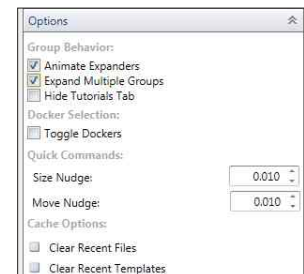 Options
Group Behavior:
Animate Expanders
Expand Multiple Groups
Hide Tutorials Tab
Docker Selection:
Toggle Dockers
Quick Commands:
Size Nudge: 0.010
Move Nudge: 0.010
Cache Options:
Clear Recent Files
Clear Recent Templates